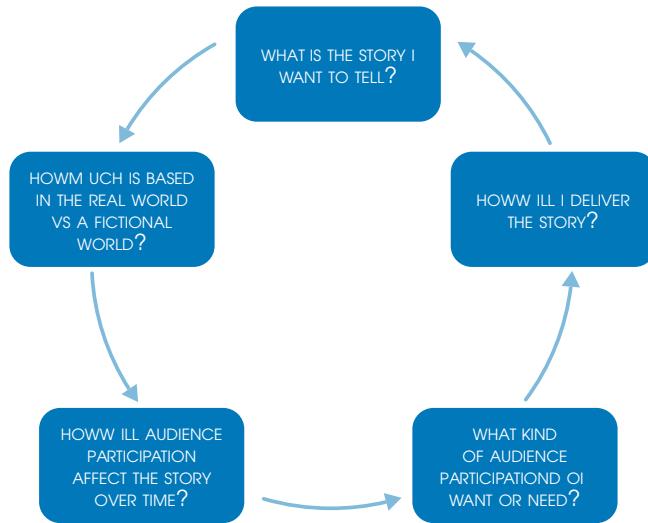 WHAT IS THE STORY I
WANT TO TELL?
HOWM UCH IS BASED
IN THE REAL WORLD
VS A FICTIONAL
WORLD?
HOWW ILL AUDIENCE
PARTICIPATION
AFFECT THE STORY
OVER TIME?
WHAT KIND
OF AUDIENCE
PARTICIPATIOND OI
WANT OR NEED?
HOWW ILL I DELIVER
THE STORY?